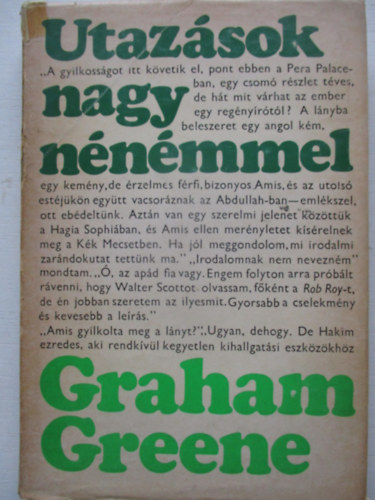 Utazások
„A gyilkosságot itt követik el, pont ebben a Pera Palace-
nagy ban, egy csomó részlet téves,
de hát mit várhat az ember
egy regényírótól? A lányba
nénémmel beleszeret egy angol kém,
egy kemény, de érzelmes férfi, bizonyos Amis, és az utolsó
estéjükön együtt vacsoráznak az Abdullah-ban—emlékszel,
ott ebédeltünk. Aztán van egy szerelmi jelenet közöttük
a Hagia Sophiában, és Amis ellen merényletet kísérelnek
meg a Kék Mecsetben. Ha jól meggondolom, mi irodalmi
zarándokutat tettünk ma." „Irodalomnak nem nevezném"
mondtam. „Ó, az apád fia vagy. Engem folyton arra próbált
rávenni, hogy Walter Scottot olvassam, főként a Rob Roy-t,
de én jobban szeretem az ilyesmit. Gyorsabb a cselekmény
és kevesebb a leírás."
„Amis gyilkolta meg a lányt?" „Ugyan, dehogy. De Hakim
ezredes, aki rendkívül kegyetlen kihallgatási eszközökhöz
Graham
Greene